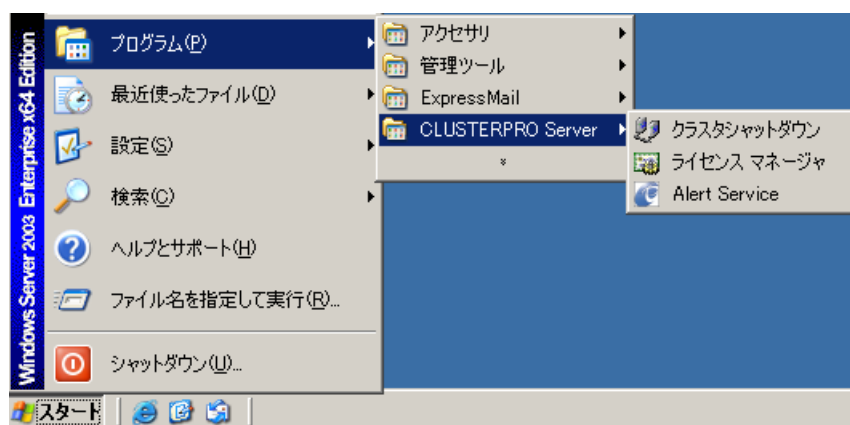 Windows Server 2003 Enterprise x64 Edition
プログラム(P)
最近使ったファイル(D)
設定(S)
検索(C)
ヘルプとサポート(H)
ファイル名を指定して実行(R)...
シャットダウン(U)...
アクセサリ
管理ツール
ExpressMail
CLUSTERPRO Server
クラスタシャットダウン
ライセンス マネージャ
Alert Service
スタート